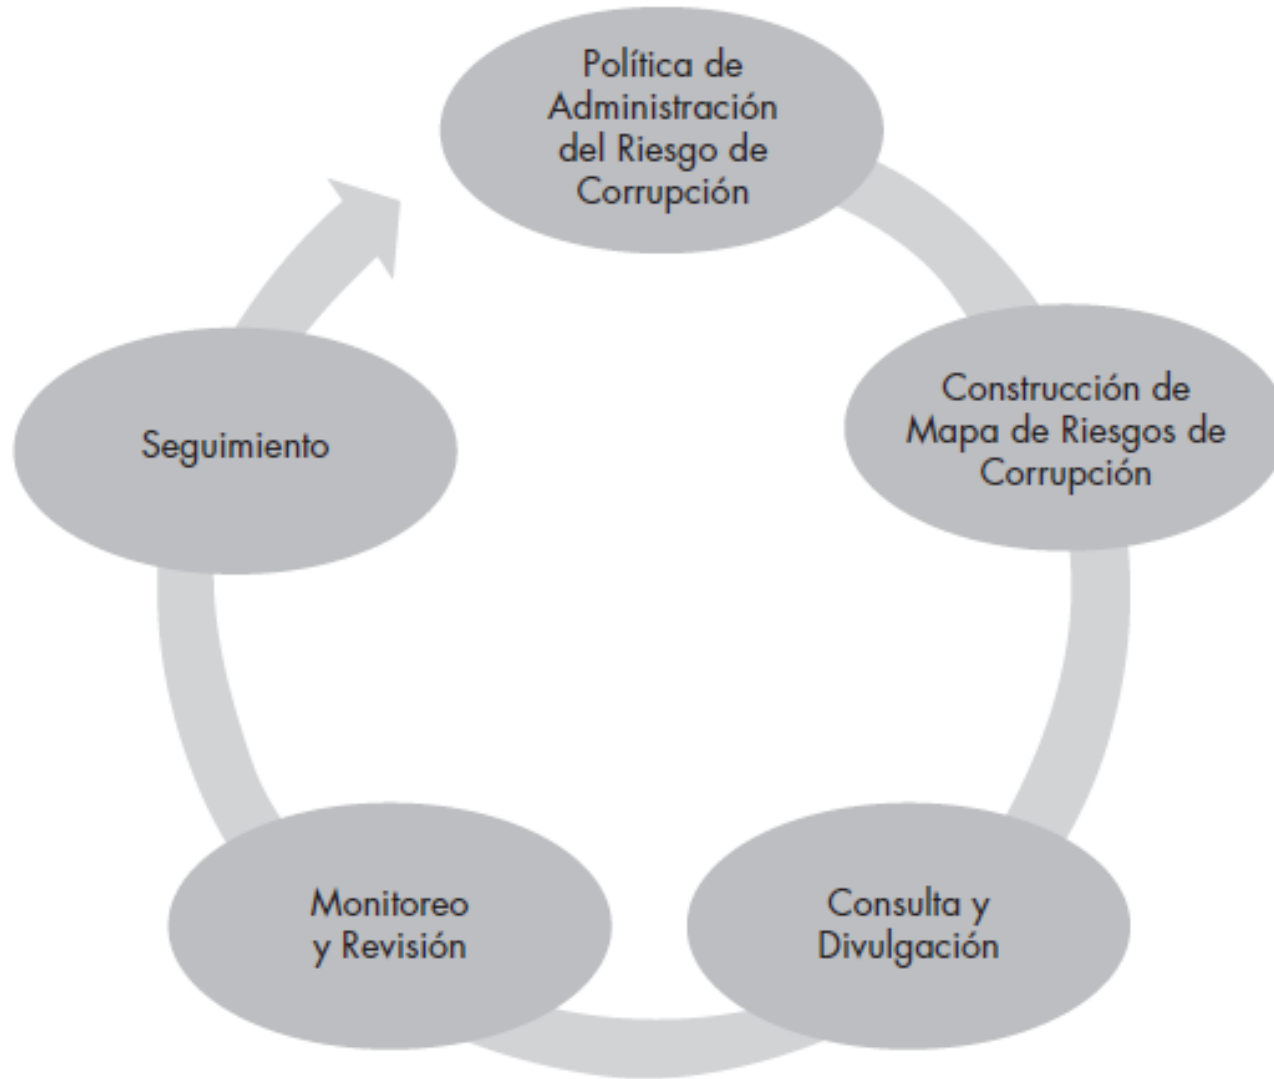 Política de
Administración
del Riesgo de
Corrupción
Construcción de
Mapa de Riesgos de
Corrupción
Consulta y
Divulgación
Monitoreo
y Revisión
Seguimiento